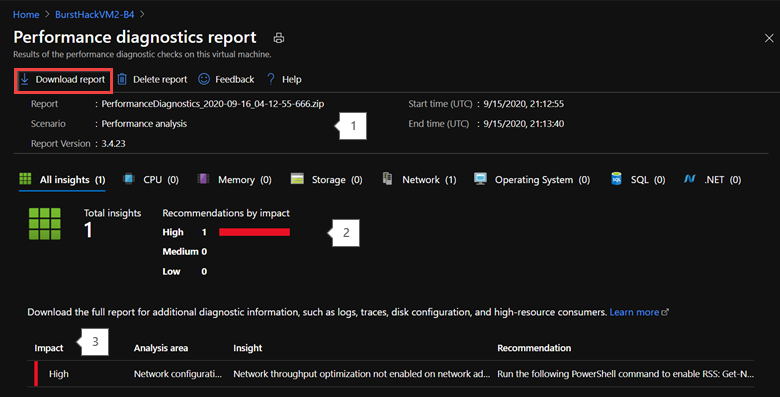 Home > BurstHackVM2-B4 >
Performance diagnostics report
Results of the performance diagnostic checks on this virtual machine.
Download report Delete report Feedback ? Help
Report : PerformanceDiagnostics_2020-09-16_04-12-55-666.zip Start time (UTC) : 9/15/2020, 21:12:55
Scenario : Performance analysis 1 End time (UTC) : 9/15/2020, 21:13:40
Report Version : 3.4.23
All insights (1) CPU (0) Memory (0) Storage (0) Network (1) Operating System (0) SQL SQL (0) .NET (0)
Total insights Recommendations by impact
1 High 1 2
Medium 0
Low 0
Download the full report for additional diagnostic information, such as logs, traces, disk configuration, and high-resource consumers. Learn more
3
Impact Analysis area Insight Recommendation
High Network configurati... Network throughput optimization not enabled on network ad... Run the following PowerShell command to enable RSS: Get-N...